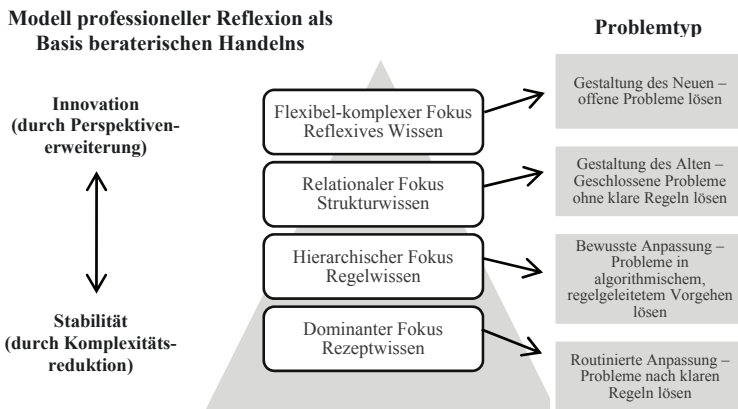 Modell professioneller Reflexion als
Basis beraterischen Handelns
Problemtyp
Innovation
(durch Perspektiven-
erweiterung)
Stabilität
(durch Komplexitäts-
reduktion)
Flexibel-komplexer Fokus
Reflexives Wissen
Relationaler Fokus
Strukturwissen
Hierarchischer Fokus
Regelwissen
Dominanter Fokus
Rezeptwissen
Gestaltung des Neuen –
offene Probleme lösen
Gestaltung des Alten –
Geschlossene Probleme
ohne klare Regeln lösen
Bewusste Anpassung –
Probleme in
algorithmischem,
regelgeleitetem Vorgehen
lösen
Routinierte Anpassung –
Probleme nach klaren
Regeln lösen